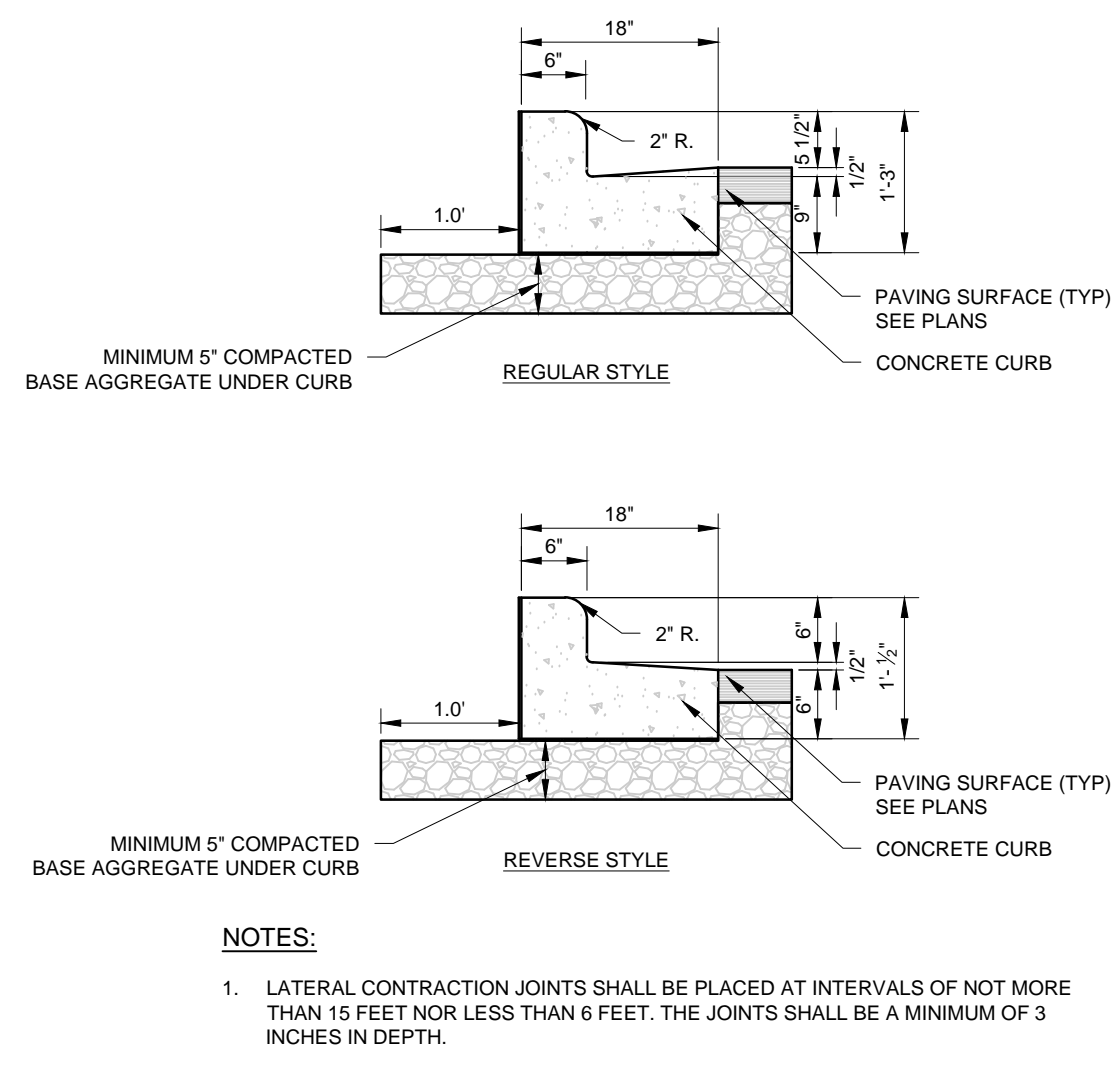 18"
6"
2" R.
5 1/2"
1/2"
1'-3"
9"
1.0'
PAVING SURFACE (TYP)
SEE PLANS
CONCRETE CURB
MINIMUM 5" COMPACTED
BASE AGGREGATE UNDER CURB
REGULAR STYLE
18"
6"
2" R.
6"
1/2"
1'- 1/2"
6"
1.0'
PAVING SURFACE (TYP)
SEE PLANS
CONCRETE CURB
MINIMUM 5" COMPACTED
BASE AGGREGATE UNDER CURB
REVERSE STYLE
NOTES:
1. LATERAL CONTRACTION JOINTS SHALL BE PLACED AT INTERVALS OF NOT MORE
THAN 15 FEET NOR LESS THAN 6 FEET. THE JOINTS SHALL BE A MINIMUM OF 3
INCHES IN DEPTH.